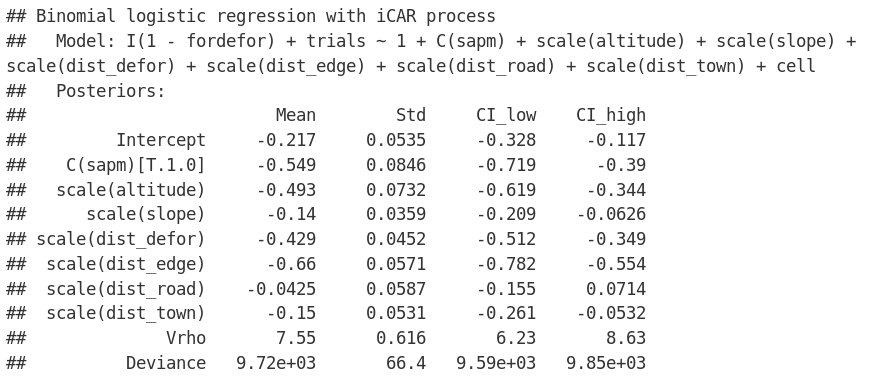 ## Binomial logistic regression with iCAR process
##   Model: I(1 - fordefor) + trials ~ 1 + C(sapm) + scale(altitude) + scale(slope) +
scale(dist_defor) + scale(dist_edge) + scale(dist_road) + scale(dist_town) + cell
##   Posteriors:
##                         Mean        Std     CI_low    CI_high
##         Intercept     -0.217     0.0535     -0.328     -0.117
##    C(sapm)[T.1.0]     -0.549     0.0846     -0.719      -0.39
##   scale(altitude)     -0.493     0.0732     -0.619     -0.344
##      scale(slope)      -0.14     0.0359     -0.209    -0.0626
## scale(dist_defor)     -0.429     0.0452     -0.512     -0.349
##  scale(dist_edge)      -0.66     0.0571     -0.782     -0.554
##  scale(dist_road)    -0.0425     0.0587     -0.155     0.0714
##  scale(dist_town)      -0.15     0.0531     -0.261    -0.0532
##              Vrho       7.55      0.616       6.23       8.63
##          Deviance   9.72e+03       66.4   9.59e+03   9.85e+03